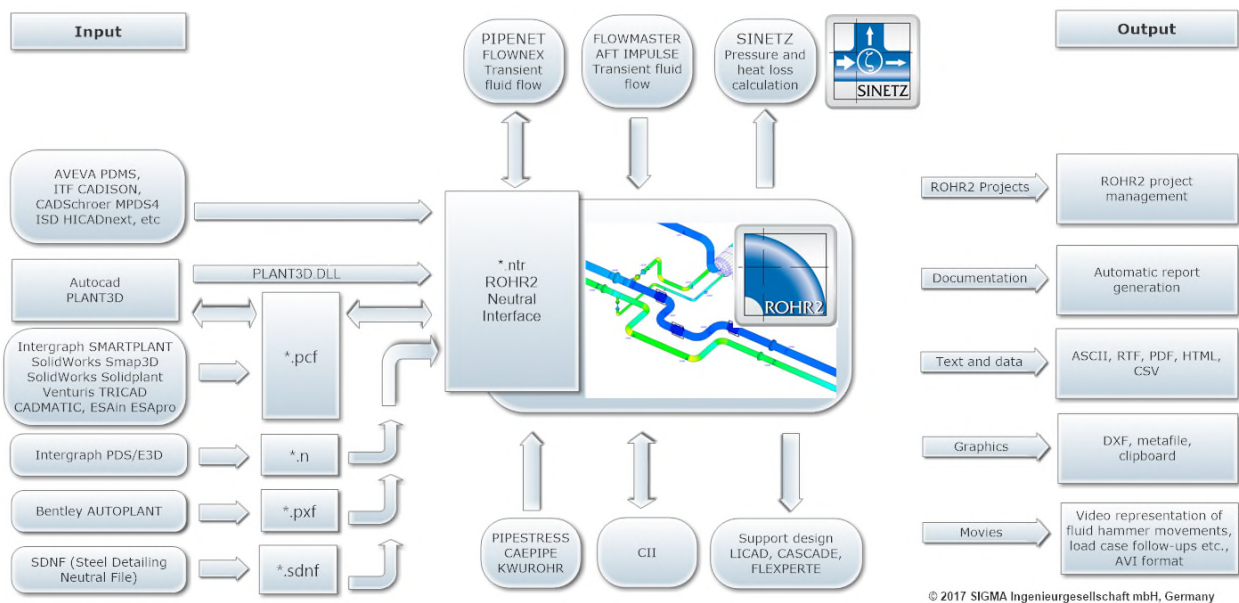 Input
PIPENET
FLOWNEX
Transient
fluid flow
FLOWMASTER
AFT IMPULSE
Transient fluid
flow
SINETZ
Pressure and
heat loss
calculation
ζ
SINETZ
Output
AVEVA PDMS,
ITF CADISON,
CADSchroer MPDS4
ISD HICADnext, etc
Autocad
PLANT3D
PLANT3D.DLL
Intergraph SMARTPLANT
SolidWorks Smap3D
SolidWorks Solidplant
Venturis TRICAD
CADMATIC, ESAin ESApro
*.pcf
Intergraph PDS/E3D
*.n
Bentley AUTOPLANT
*.pxf
SDNF (Steel Detailing
Neutral File)
*.sdnf
*.ntr
ROHR2
Neutral
Interface
ROHR2
PIPESTRESS
CAEPIPE
KWUROHR
CII
Support design
LICAD, CASCADE,
FLEXPERTE
ROHR2 Projects
ROHR2 project
management
Documentation
Automatic report
generation
Text and data
ASCII, RTF, PDF, HTML,
CSV
Graphics
DXF, metafile,
clipboard
Movies
Video representation of
fluid hammer movements,
load case follow-ups etc.,
AVI format
© 2017 SIGMA Ingenieurgesellschaft mbH, Germany